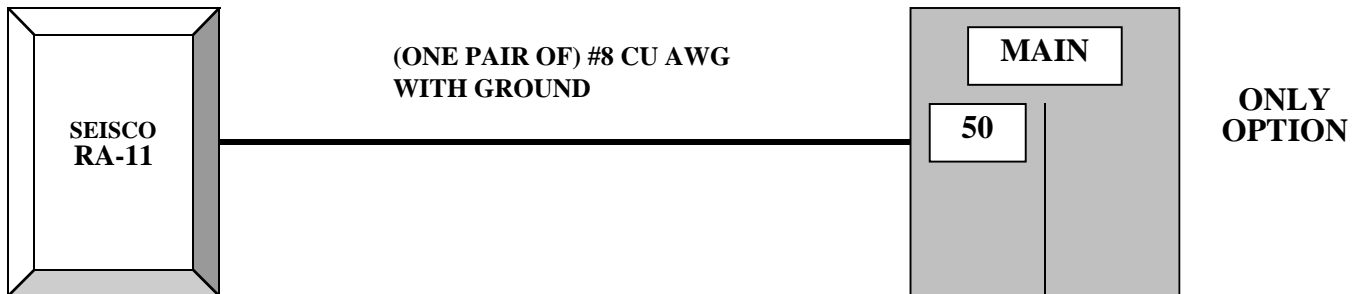 SEISCO
RA-11
(ONE PAIR OF) #8 CU AWG
WITH GROUND
MAIN
50
ONLY
OPTION